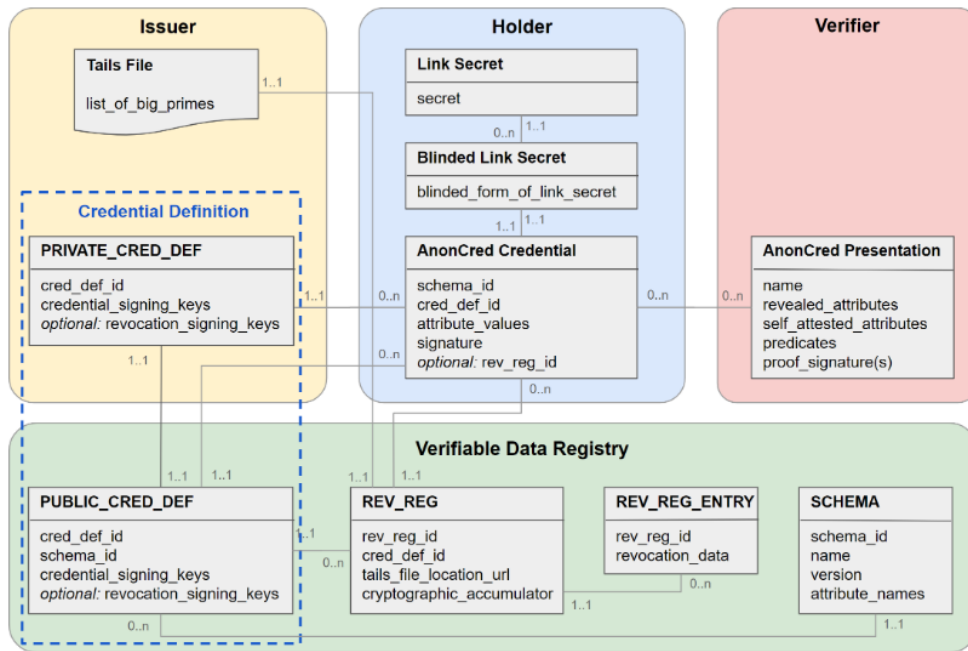 Issuer
Tails File
list_of_big_primes
1..1
Credential Definition
PRIVATE_CRED_DEF
cred_def_id
credential_signing_keys
optional: revocation_signing_keys
1..1
1..1
Holder
Link Secret
secret
0..n
1..1
Blinded Link Secret
blinded_form_of_link_secret
1..1
1..1
AnonCred Credential
schema_id
cred_def_id
attribute_values
signature
optional: rev_reg_id
0..n
0..n
0..n
0..n
Verifier
AnonCred Presentation
name
revealed_attributes
self_attested_attributes
predicates
proof_signature(s)
0..n
Verifiable Data Registry
1..1
1..1
1..1
1..1
PUBLIC_CRED_DEF
cred_def_id
schema_id
credential_signing_keys
optional: revocation_signing_keys
0..n
1..1
0..n
REV_REG
rev_reg_id
cred_def_id
tails_file_location_url
cryptographic_accumulator
1..1
REV_REG_ENTRY
rev_reg_id
revocation_data
0..n
SCHEMA
schema_id
name
version
attribute_names
1..1